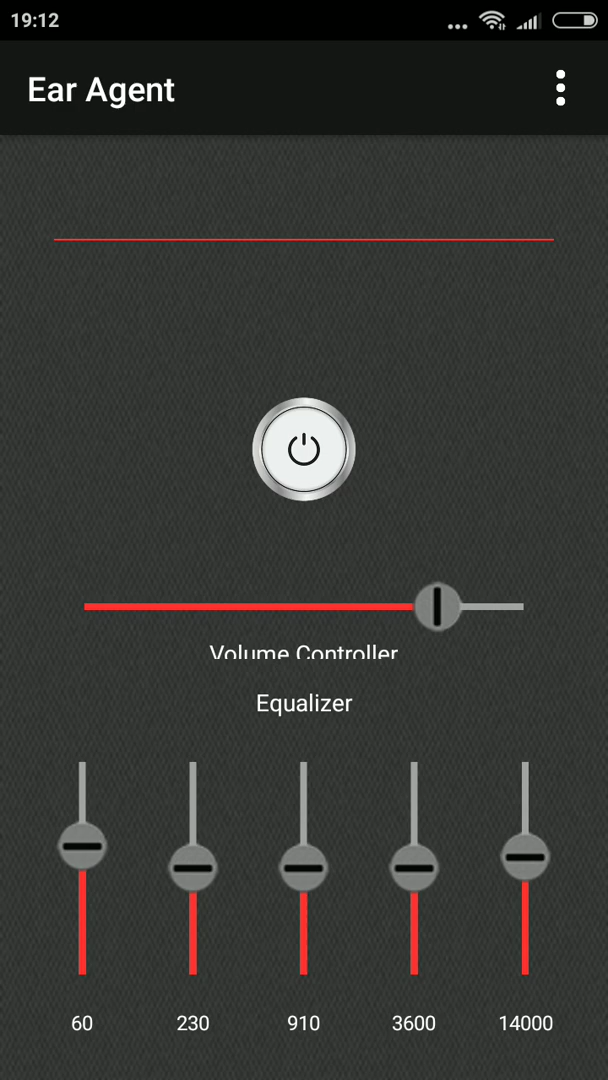 19:12
Ear Agent
Volume Controller
Equalizer
60 230 910 3600 14000